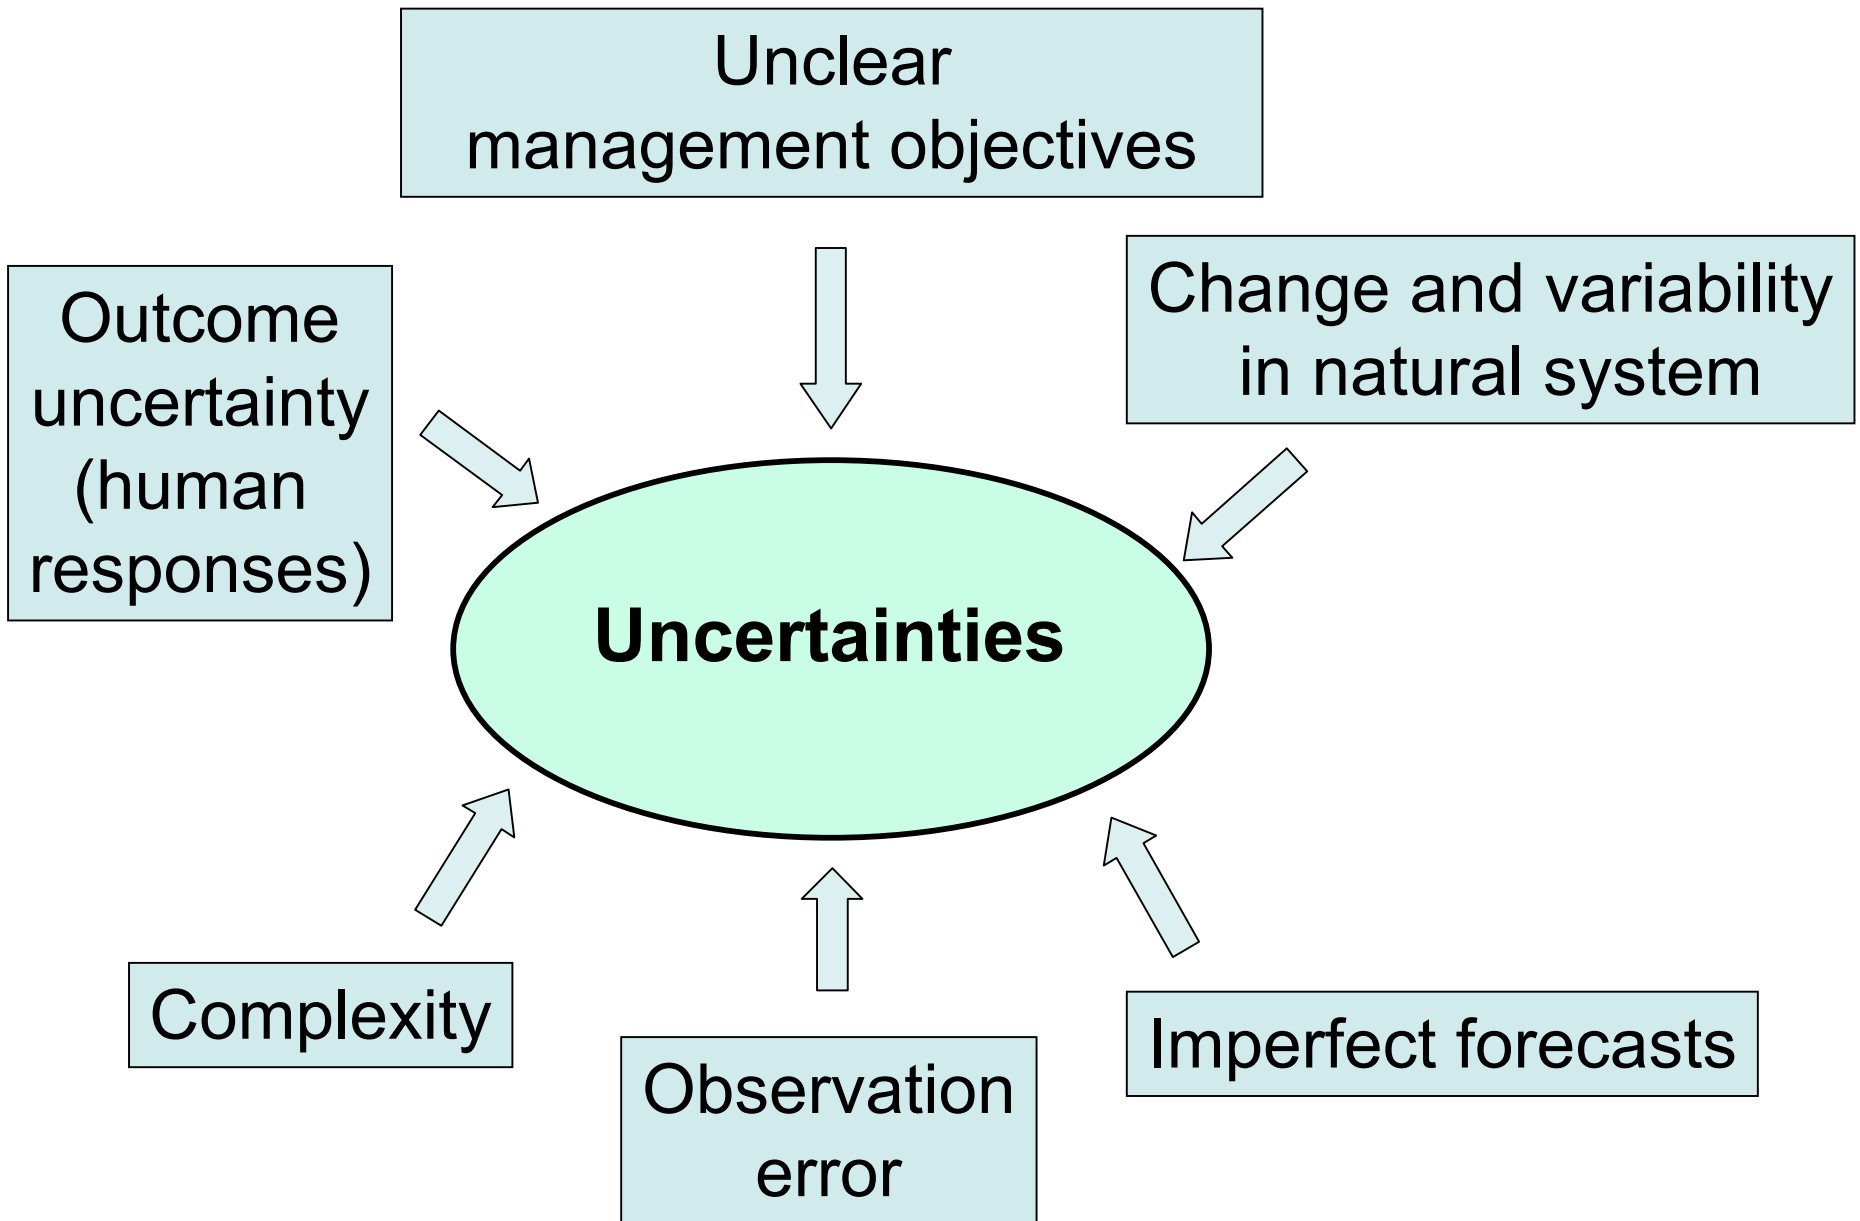 Unclear
management objectives
Outcome
uncertainty
(human
responses)
Change and variability
in natural system
Uncertainties
Complexity
Observation
error
Imperfect forecasts